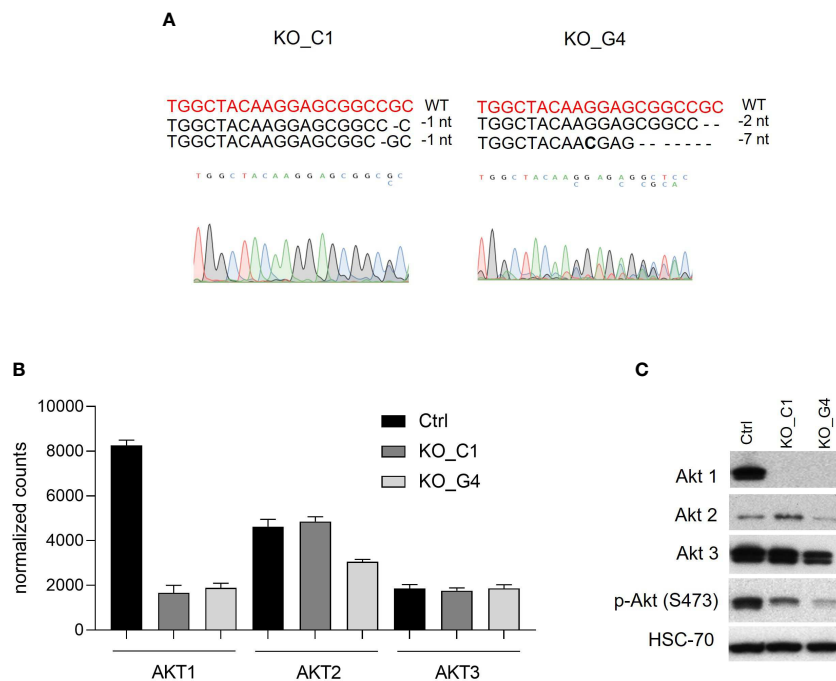 A
KO_C1
KO_G4
TGGCTACAAGGAGCGGCCGC WT
TGGCTACAAGGAGCGGCC -C -1 nt
TGGCTACAAGGAGCGGC -GC -1 nt
TGGCTACAAGGAGCGGCCGC WT
TGGCTACAAGGAGCGGCC - - -2 nt
TGGCTACAACGAG- - - - - - - -7 nt
T G G C T A C A A G G A G C G G C G C
C
T G G C T A C A A G G A G A G G C T C C
C C C G C A
B
normalized counts
10000
8000
6000
4000
2000
0
Ctrl
KO_C1
KO_G4
AKT1
AKT2
AKT3
C
Ctrl
KO_C1
KO_G4
Akt 1
Akt 2
Akt 3
p-Akt (S473)
HSC-70